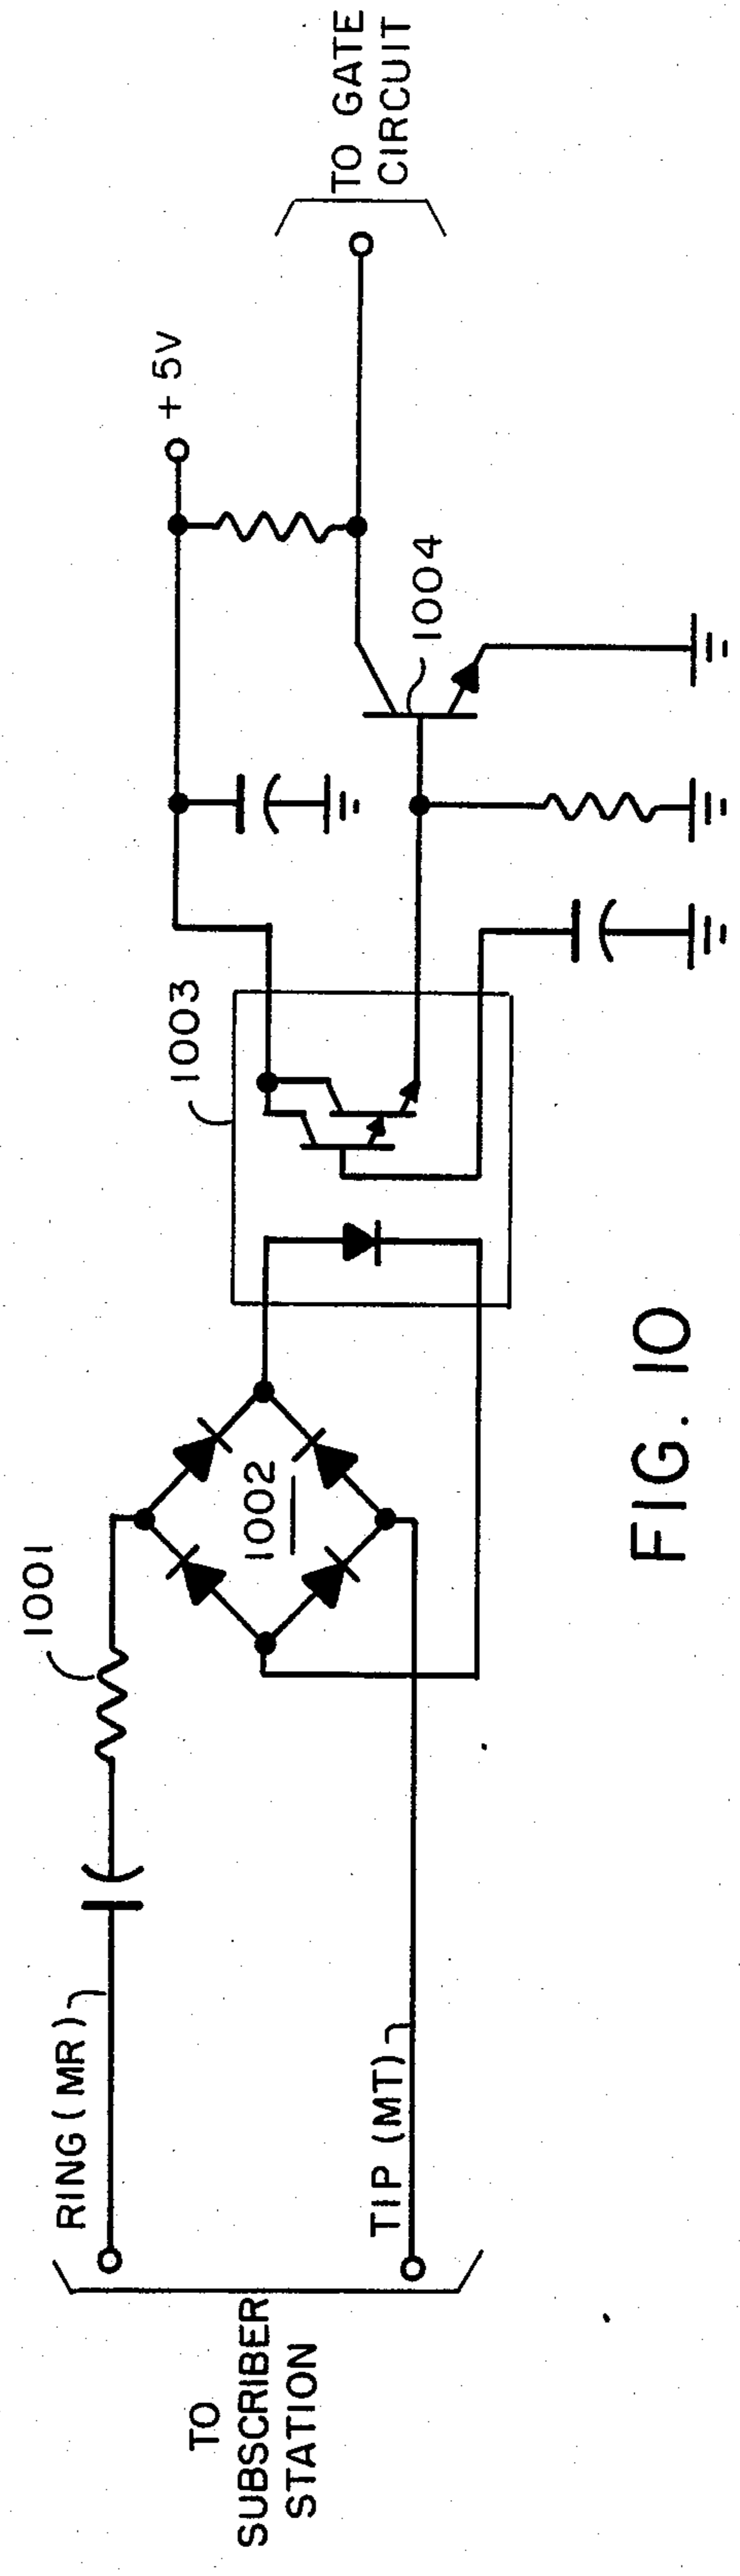 TO
SUBSCRIBER
STATION
RING (MR)
TIP (MT)
1001
1002
1003
+ 5V
1004
TO GATE
CIRCUIT
FIG. 10